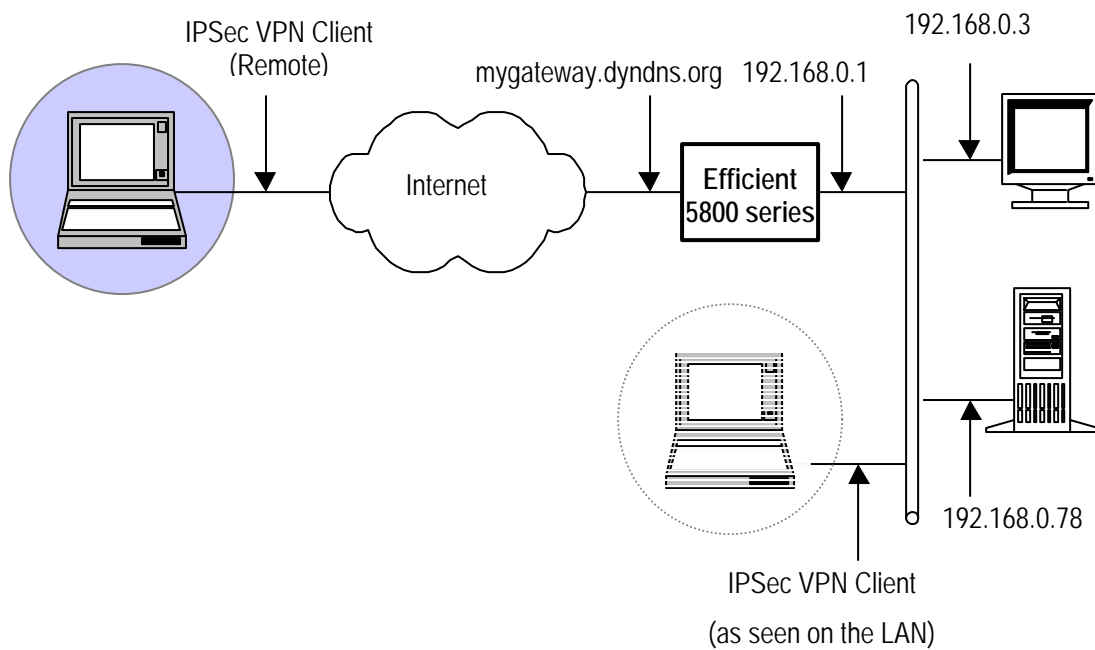 IPSec VPN Client
(Remote)
mygateway.dyndns.org
192.168.0.1
192.168.0.3
Internet
Efficient
5800 series
192.168.0.78
IPSec VPN Client
(as seen on the LAN)